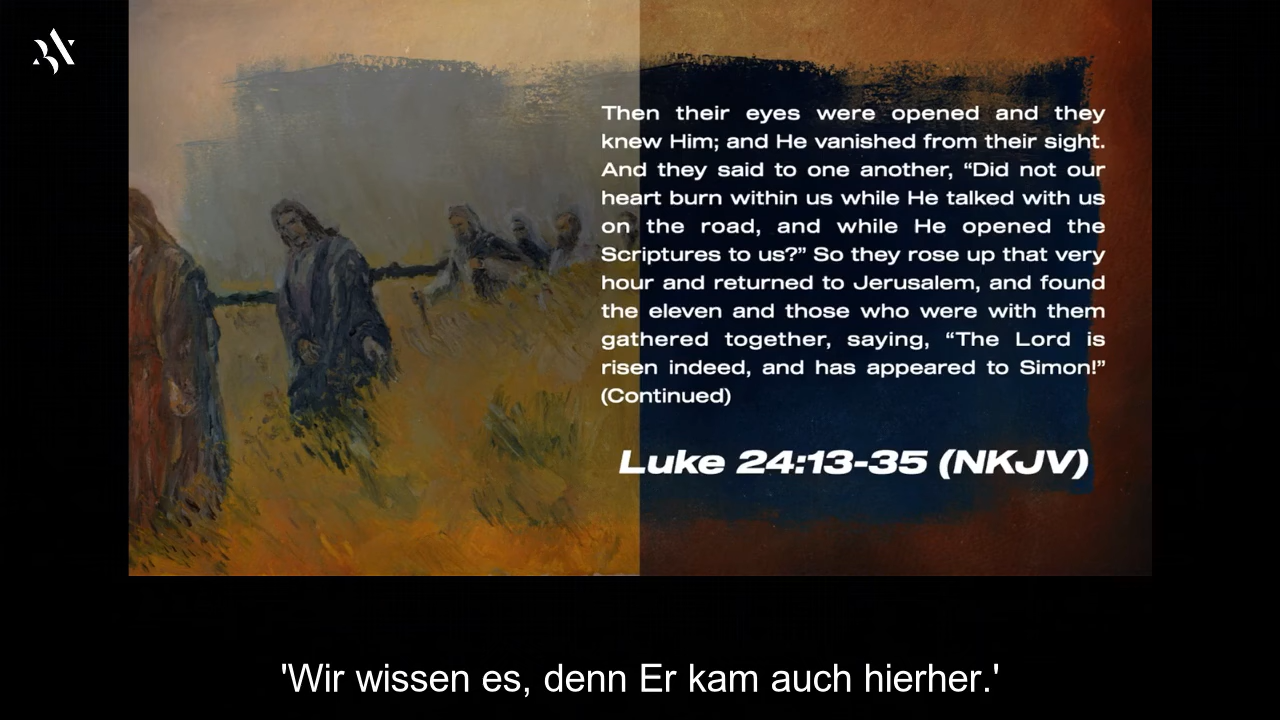 Then their eyes were opened and they
knew Him; and He vanished from their sight.
And they said to one another, “Did not our
heart burn within us while He talked with us
on the road, and while He opened the
Scriptures to us?” So they rose up that very
hour and returned to Jerusalem, and found
the eleven and those who were with them
gathered together, saying, “The Lord is
risen indeed, and has appeared to Simon!”
(Continued)
Luke 24:13-35 (NKJV)
'Wir wissen es, denn Er kam auch hierher.'